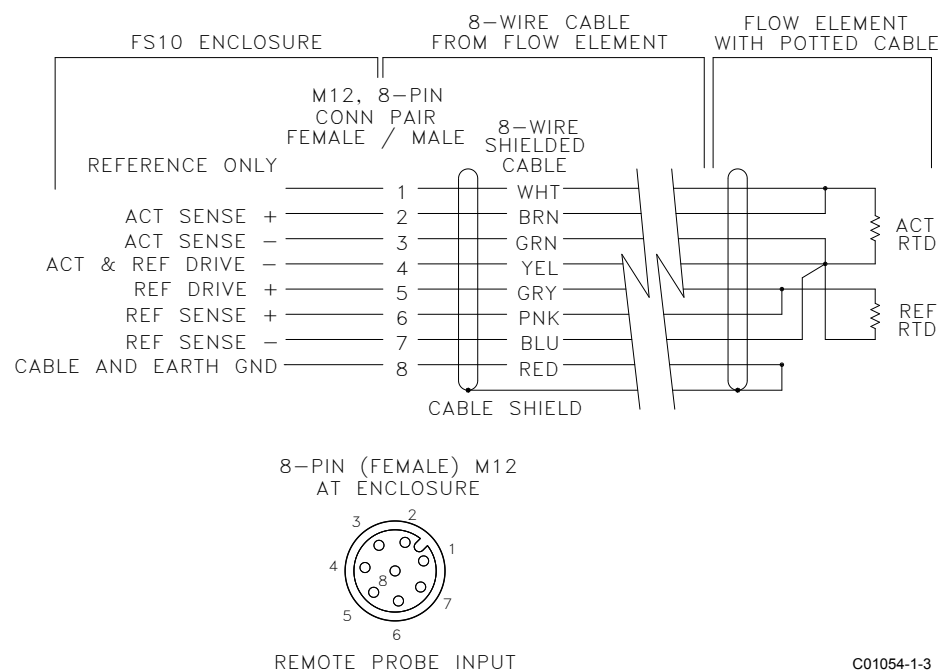 FS10 ENCLOSURE
8-WIRE CABLE
FROM FLOW ELEMENT
FLOW ELEMENT
WITH POTTED CABLE
M12, 8-PIN
CONN PAIR
FEMALE / MALE
8-WIRE
SHIELDED
CABLE
REFERENCE ONLY
1 WHT
ACT SENSE + 2 BRN
ACT SENSE - 3 GRN
ACT & REF DRIVE - 4 YEL
REF DRIVE + 5 GRY
REF SENSE + 6 PNK
REF SENSE - 7 BLU
CABLE AND EARTH GND 8 RED
ACT
RTD
REF
RTD
CABLE SHIELD
8-PIN (FEMALE) M12
AT ENCLOSURE
3 2
1
4
8
5 7
6
REMOTE PROBE INPUT
C01054-1-3